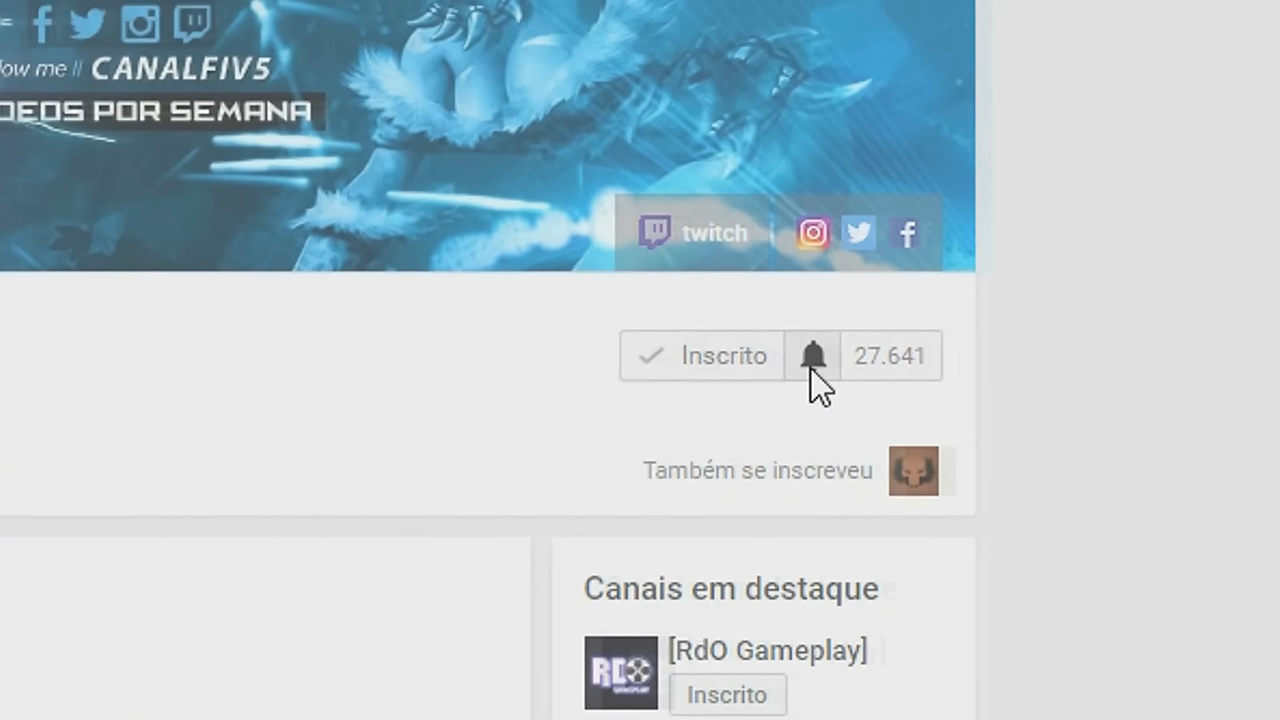 low me // CANALFIV5
DEOS POR SEMANA
twitch
Inscrito
27.641
Também se inscreveu
Canais em destaque
RDO
[RdO Gameplay]
Inscrito